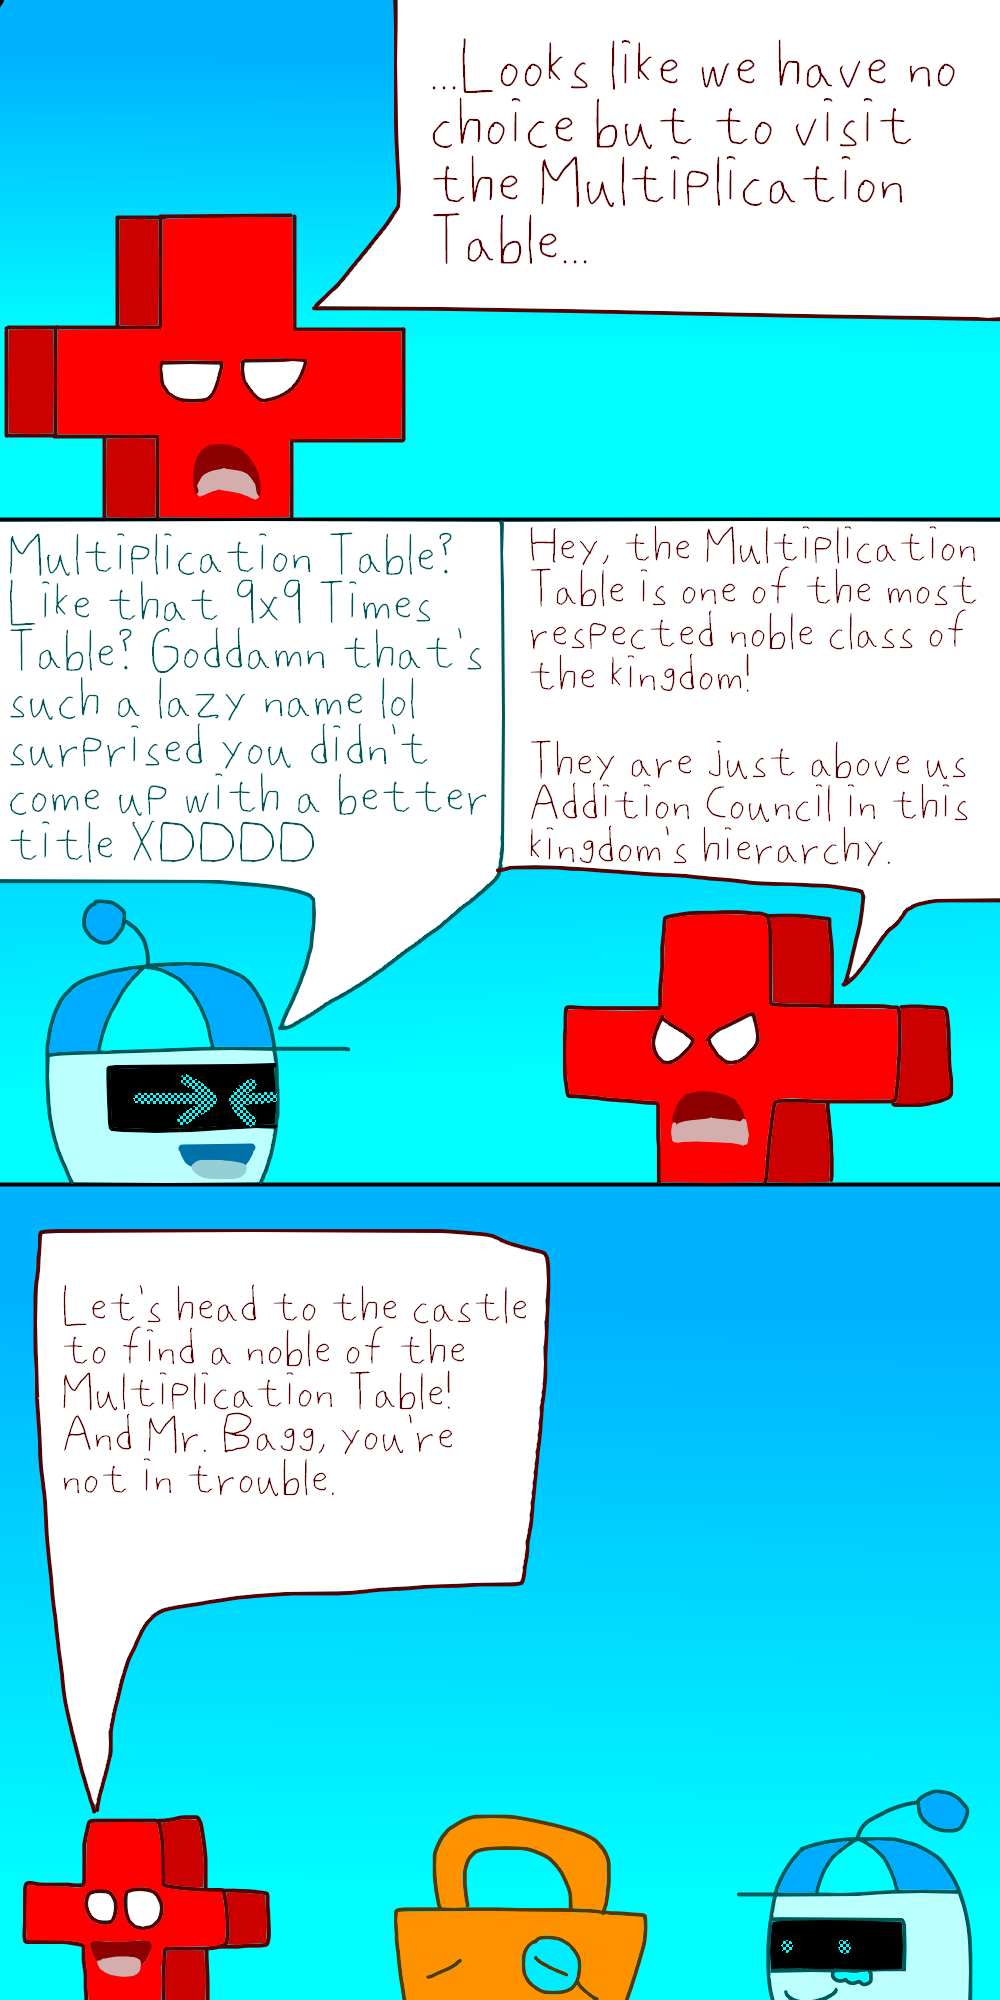 ...Looks like we have no
choice but to visit
the Multiplication
Table...
Multiplication Table?
Like that 9x9 Times
Table? Goddamn that's
such a lazy name lol
surprised you didn't
come up with a better
title XDDDD
Hey, the Multiplication
Table is one of the most
respected noble class of
the kingdom!
They are just above us
Addition Council in this
kingdom's hierarchy.
Let's head to the castle
to find a noble of the
Multiplication Table!
And Mr. Bagg, you're
not in trouble.